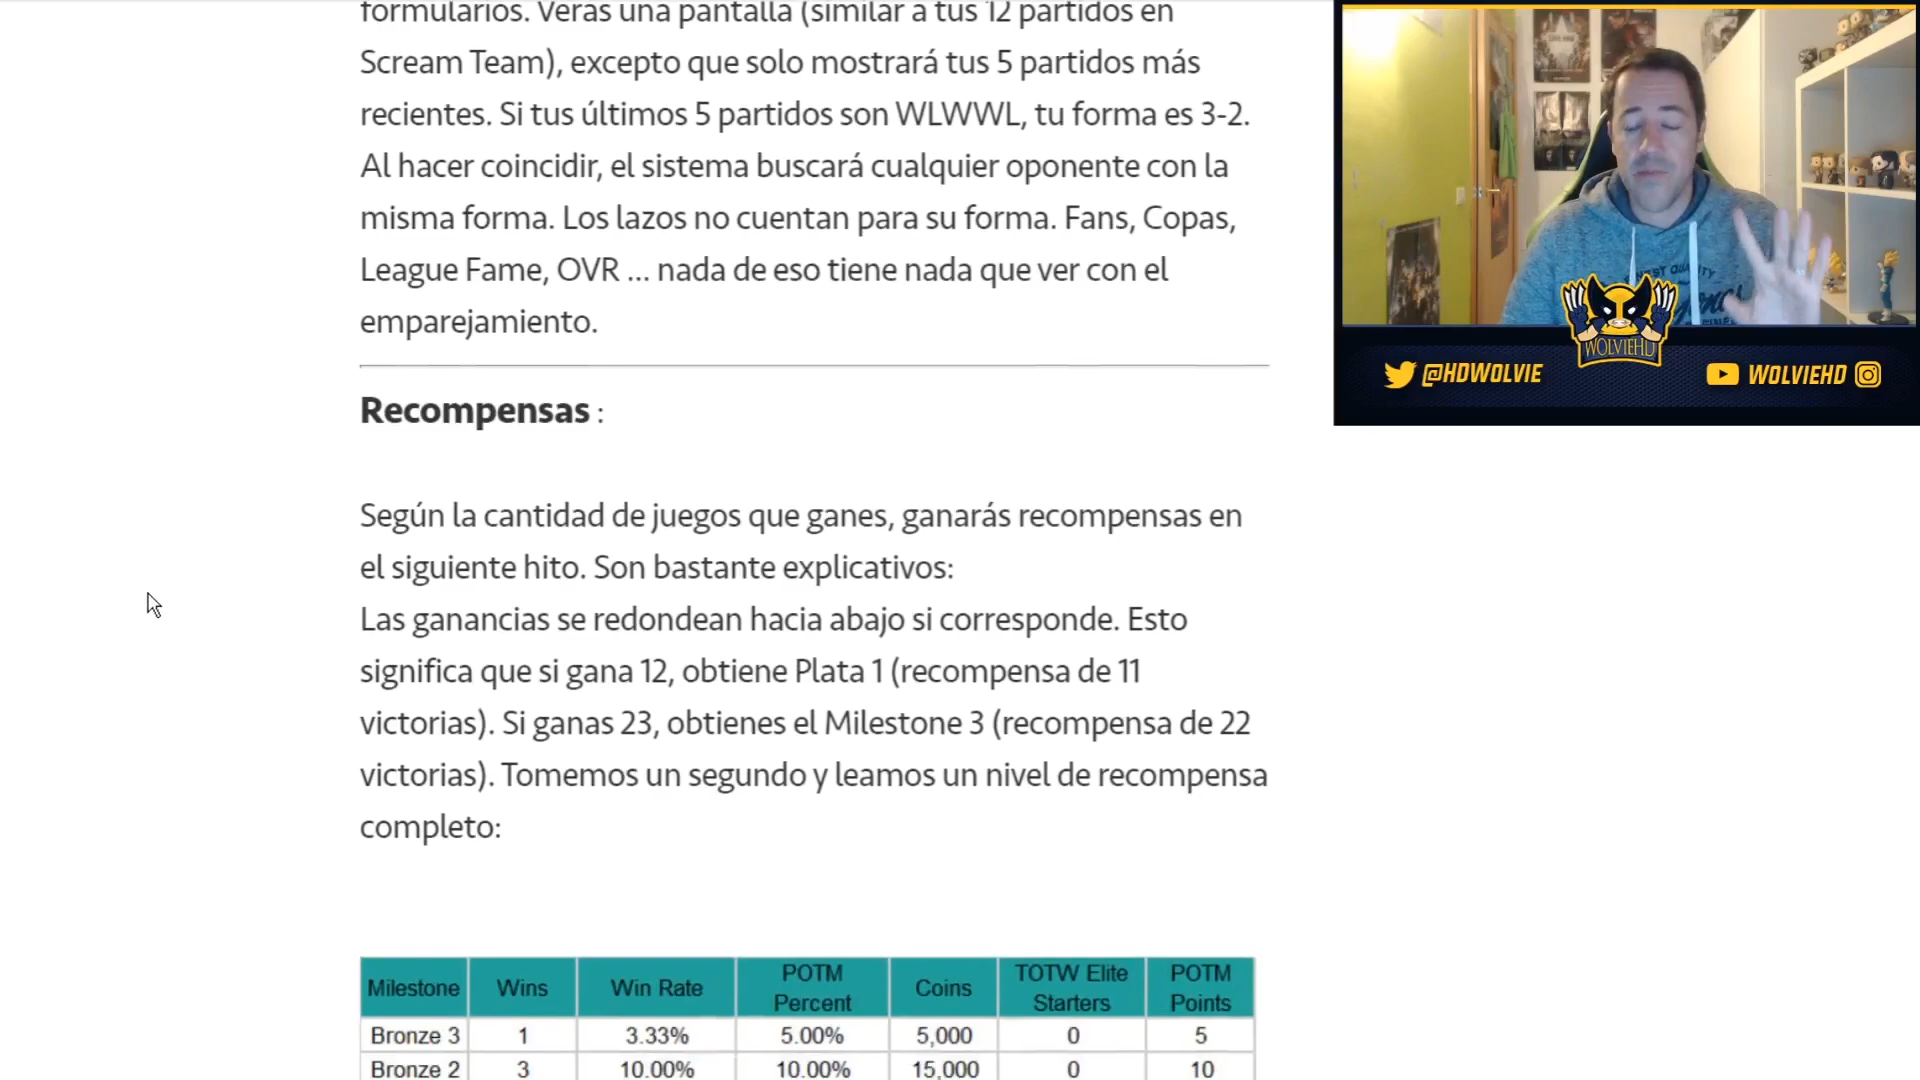 formularios. Verás una pantalla (similar a tus 12 partidos en
Scream Team), excepto que solo mostrará tus 5 partidos más
recientes. Si tus últimos 5 partidos son WLWWL, tu forma es 3-2.
Al hacer coincidir, el sistema buscará cualquier oponente con la
misma forma. Los lazos no cuentan para su forma. Fans, Copas,
League Fame, OVR ... nada de eso tiene nada que ver con el
emparejamiento.
Recompensas :
Según la cantidad de juegos que ganes, ganarás recompensas en
el siguiente hito. Son bastante explicativos:
Las ganancias se redondean hacia abajo si corresponde. Esto
significa que si gana 12, obtiene Plata 1 (recompensa de 11
victorias). Si ganas 23, obtienes el Milestone 3 (recompensa de 22
victorias). Tomemos un segundo y leamos un nivel de recompensa
completo:
Milestone Wins Win Rate POTM Percent Coins TOTW Elite Starters POTM Points
Bronze 3 1 3.33% 5.00% 5,000 0 5
Bronze 2 3 10.00% 10.00% 15,000 0 10
WOLVIEHD
@HDWOLVIE
WOLVIEHD